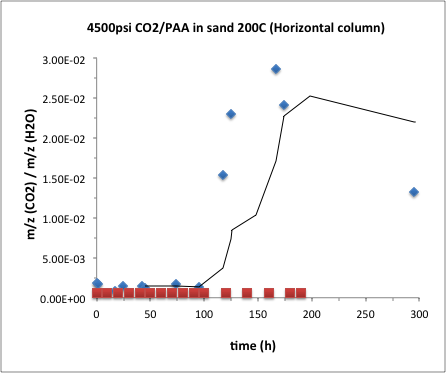 4500psi CO2/PAA in sand 200C (Horizontal column)
3.00E-02
2.50E-02
2.00E-02
1.50E-02
1.00E-02
5.00E-03
0.00E+00
m/z (CO2) / m/z (H2O)
0 50 100 150 200 250 300
time (h)